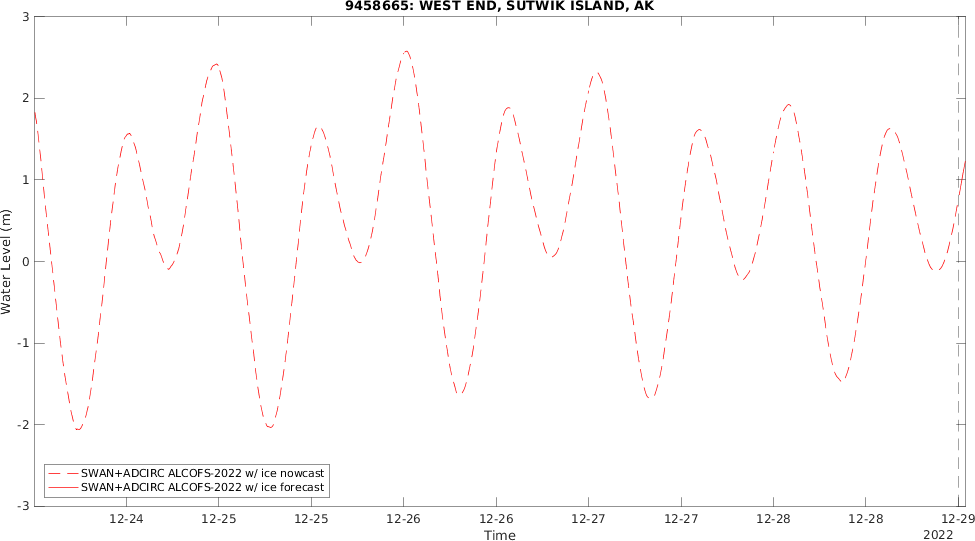 9458665: WEST END, SUTWIK ISLAND, AK
3
2
1
0
-1
-2
-3
Water Level (m)
SWAN+ADCIRC ALCOFS-2022 w/ ice nowcast
SWAN+ADCIRC ALCOFS-2022 w/ ice forecast
12-24 12-25 12-25 12-26 12-26 12-27 12-27 12-28 12-28 12-29
Time
2022